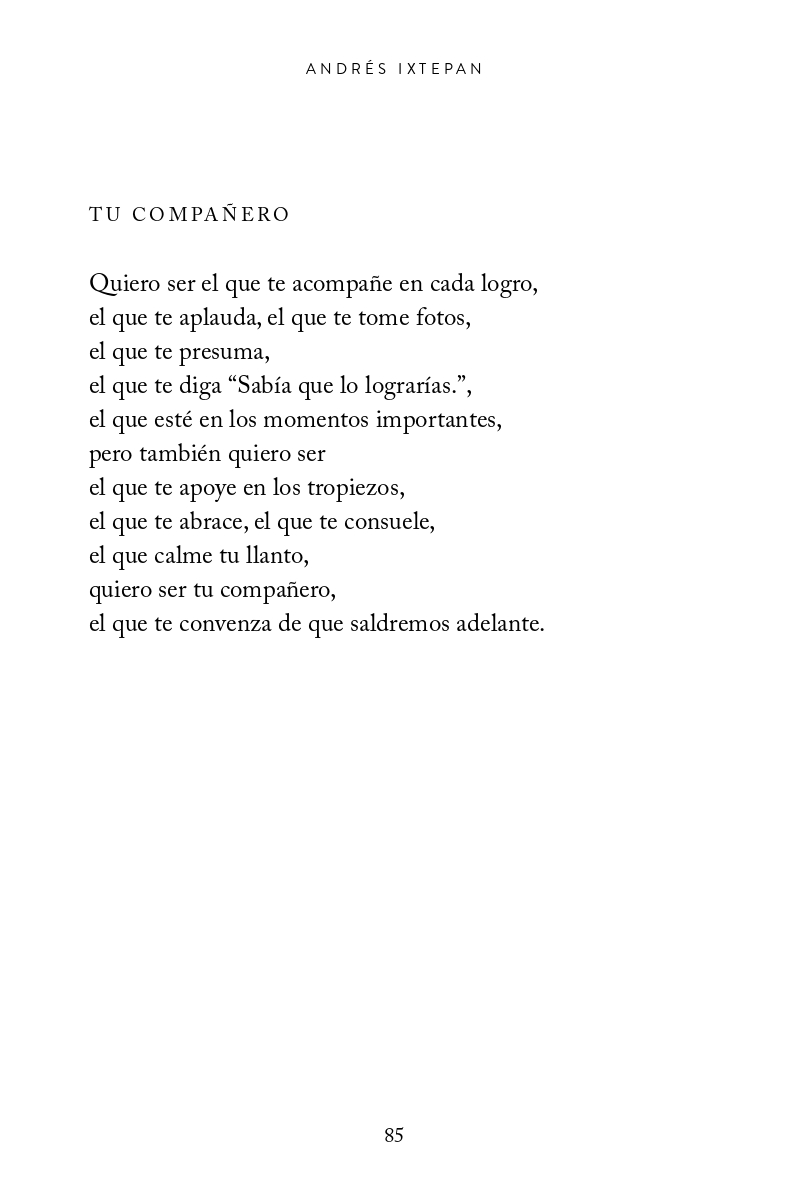 ANDRÉS IXTEPAN
TU COMPAÑERO
Quiero ser el que te acompañe en cada logro,
el que te aplauda, el que te tome fotos,
el que te presuma,
el que te diga “Sabía que lo lograrías.”,
el que esté en los momentos importantes,
pero también quiero ser
el que te apoye en los tropiezos,
el que te abrace, el que te consuele,
el que calme tu llanto,
quiero ser tu compañero,
el que te convenza de que saldremos adelante.
85